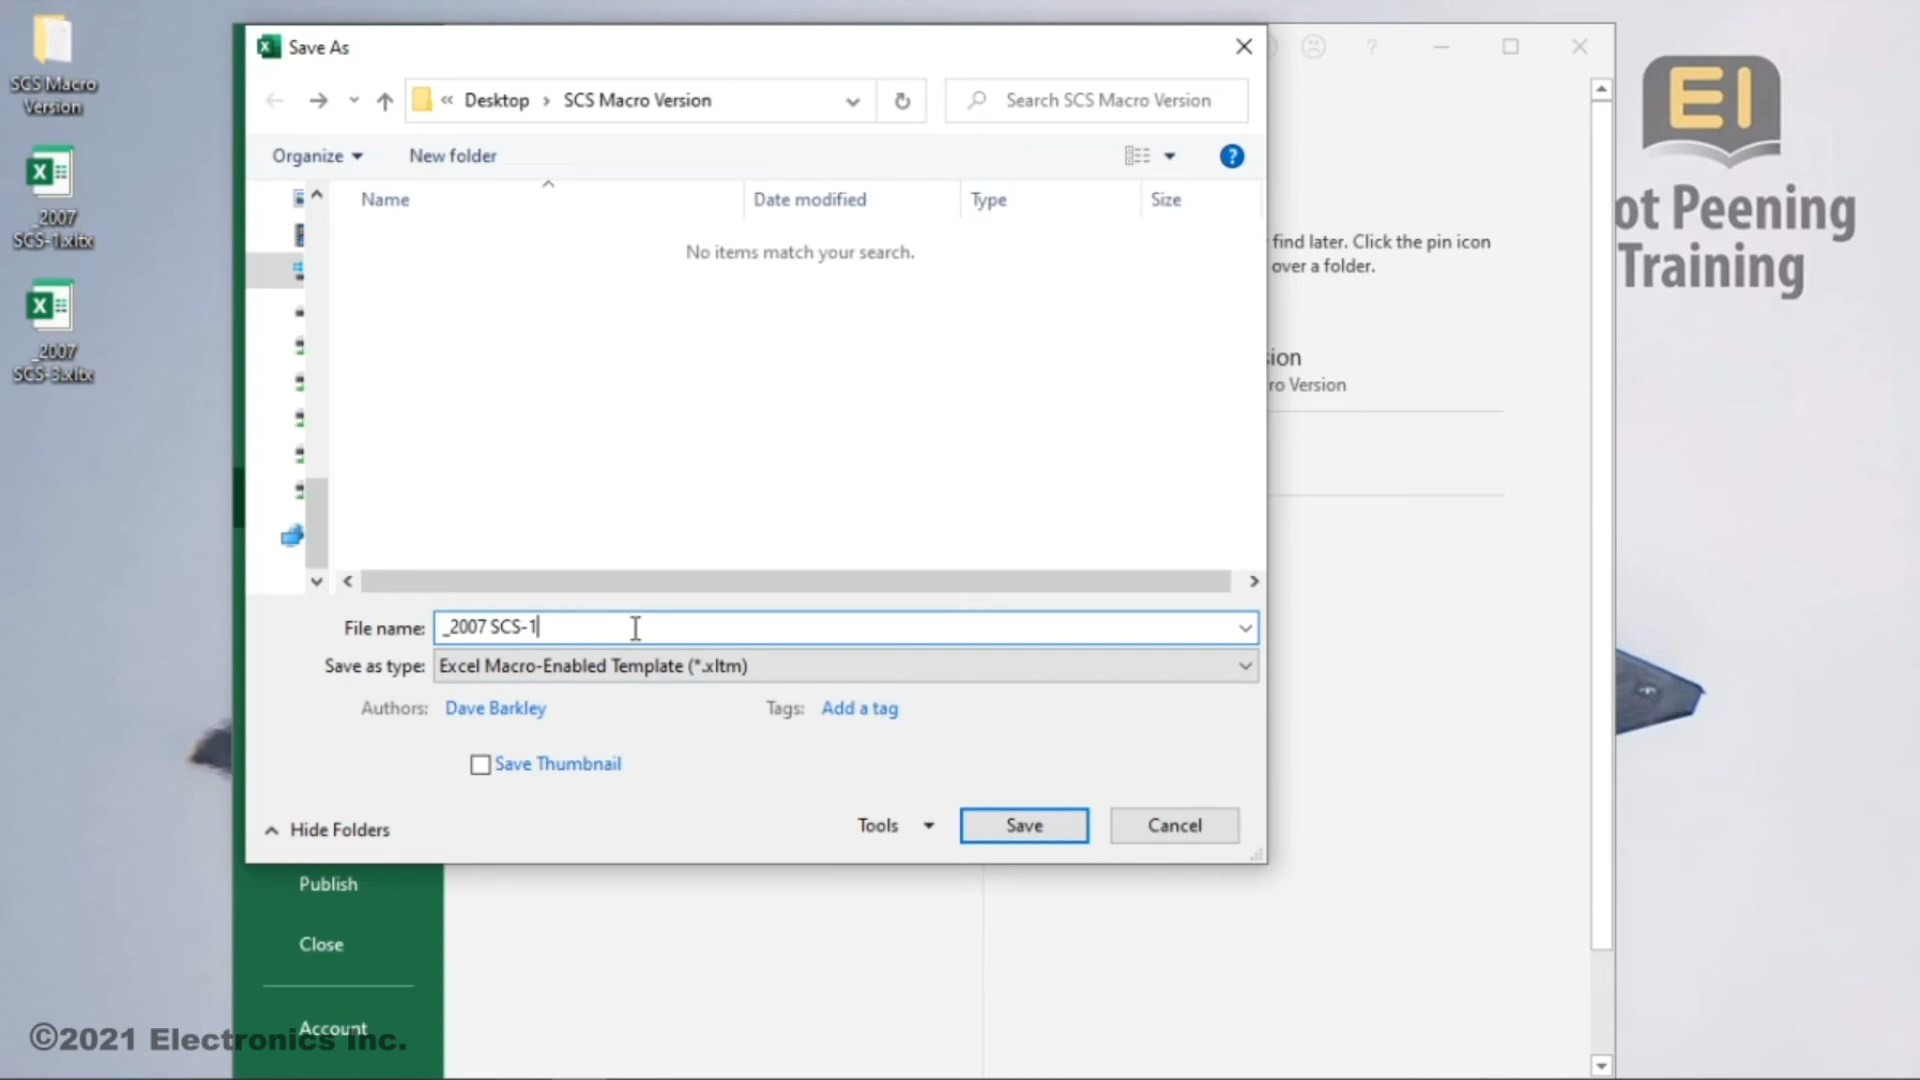 SCS Macro
Version
_2007
SCS-1.xltx
_2007
SCS-3.xltx
Save As
« Desktop › SCS Macro Version
Search SCS Macro Version
Organize
New folder
?
?
Name
Date modified
Type
Size
No items match your search.
find later. Click the pin icon
over a folder.
sion
ro Version
File name: _2007 SCS-1
Save as type: Excel Macro-Enabled Template (*.xltm)
Authors: Dave Barkley
Tags: Add a tag
Save Thumbnail
Hide Folders
Tools
Save
Cancel
Publish
Close
Account
EI
ot Peening
Training
©2021 Electronics Inc.